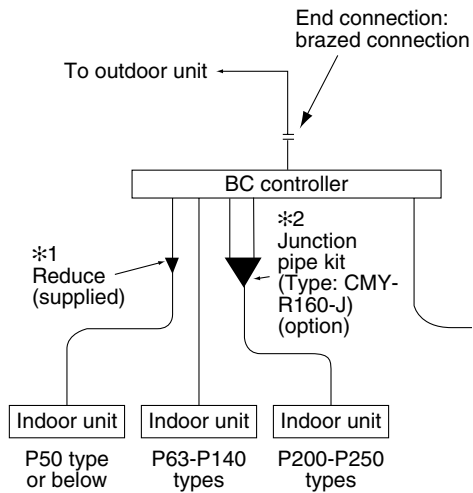 End connection:
brazed connection
To outdoor unit
BC controller
✻1
Reduce
(supplied)
✻2
Junction
pipe kit
(Type: CMY-
R160-J)
(option)
Indoor unit
Indoor unit
Indoor unit
P50 type
or below
P63-P140
types
P200-P250
types